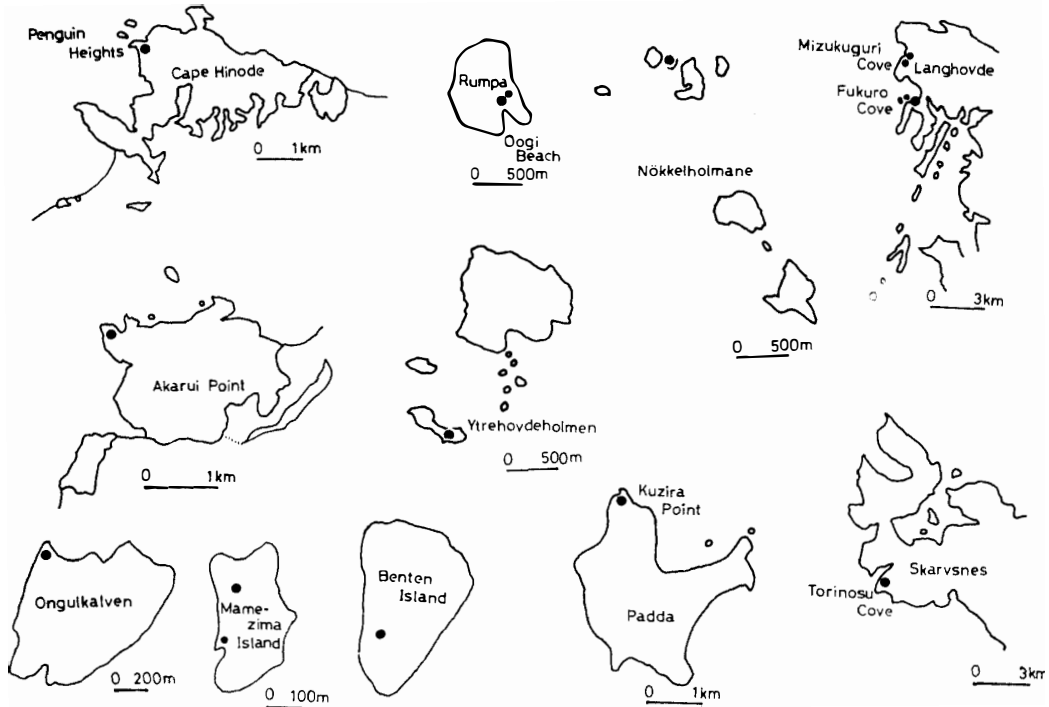 Penguin
Heights
Cape Hinode
0 1km
Rumpa
Oogi
Beach
0 500m
Nökkelholmane
0 500m
Mizukuguri
Cove
Langhovde
Fukuro
Cove
0 3km
Akarui Point
0 1km
Ytrehovdeholmen
0 500m
Ongulkalven
0 200m
Mame-
zima
Island
0 100m
Benten
Island
Kuzira
Point
Padda
0 1km
Skarvsnes
Torinosu
Cove
0 3km